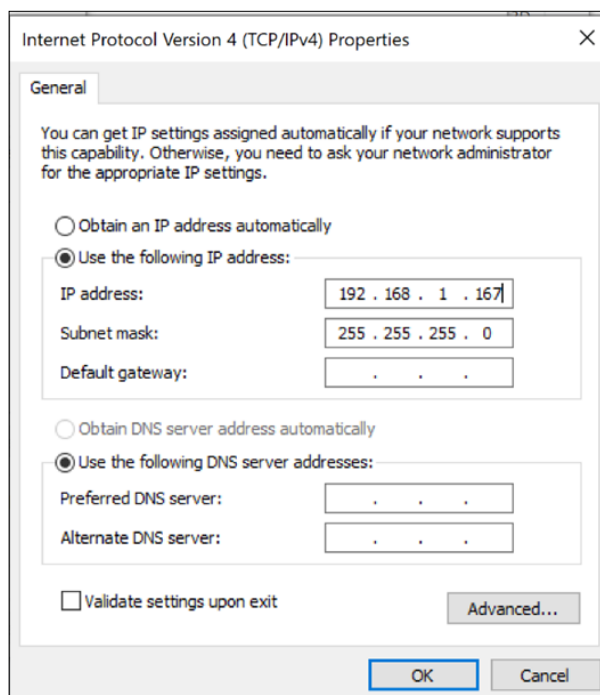 Internet Protocol Version 4 (TCP/IPv4) Properties
General
You can get IP settings assigned automatically if your network supports
this capability. Otherwise, you need to ask your network administrator
for the appropriate IP settings.
Obtain an IP address automatically
Use the following IP address:
IP address: 192 . 168 . 1 . 167
Subnet mask: 255 . 255 . 255 . 0
Default gateway: . . .
Obtain DNS server address automatically
Use the following DNS server addresses:
Preferred DNS server: . . .
Alternate DNS server: . . .
Validate settings upon exit
Advanced...
OK Cancel